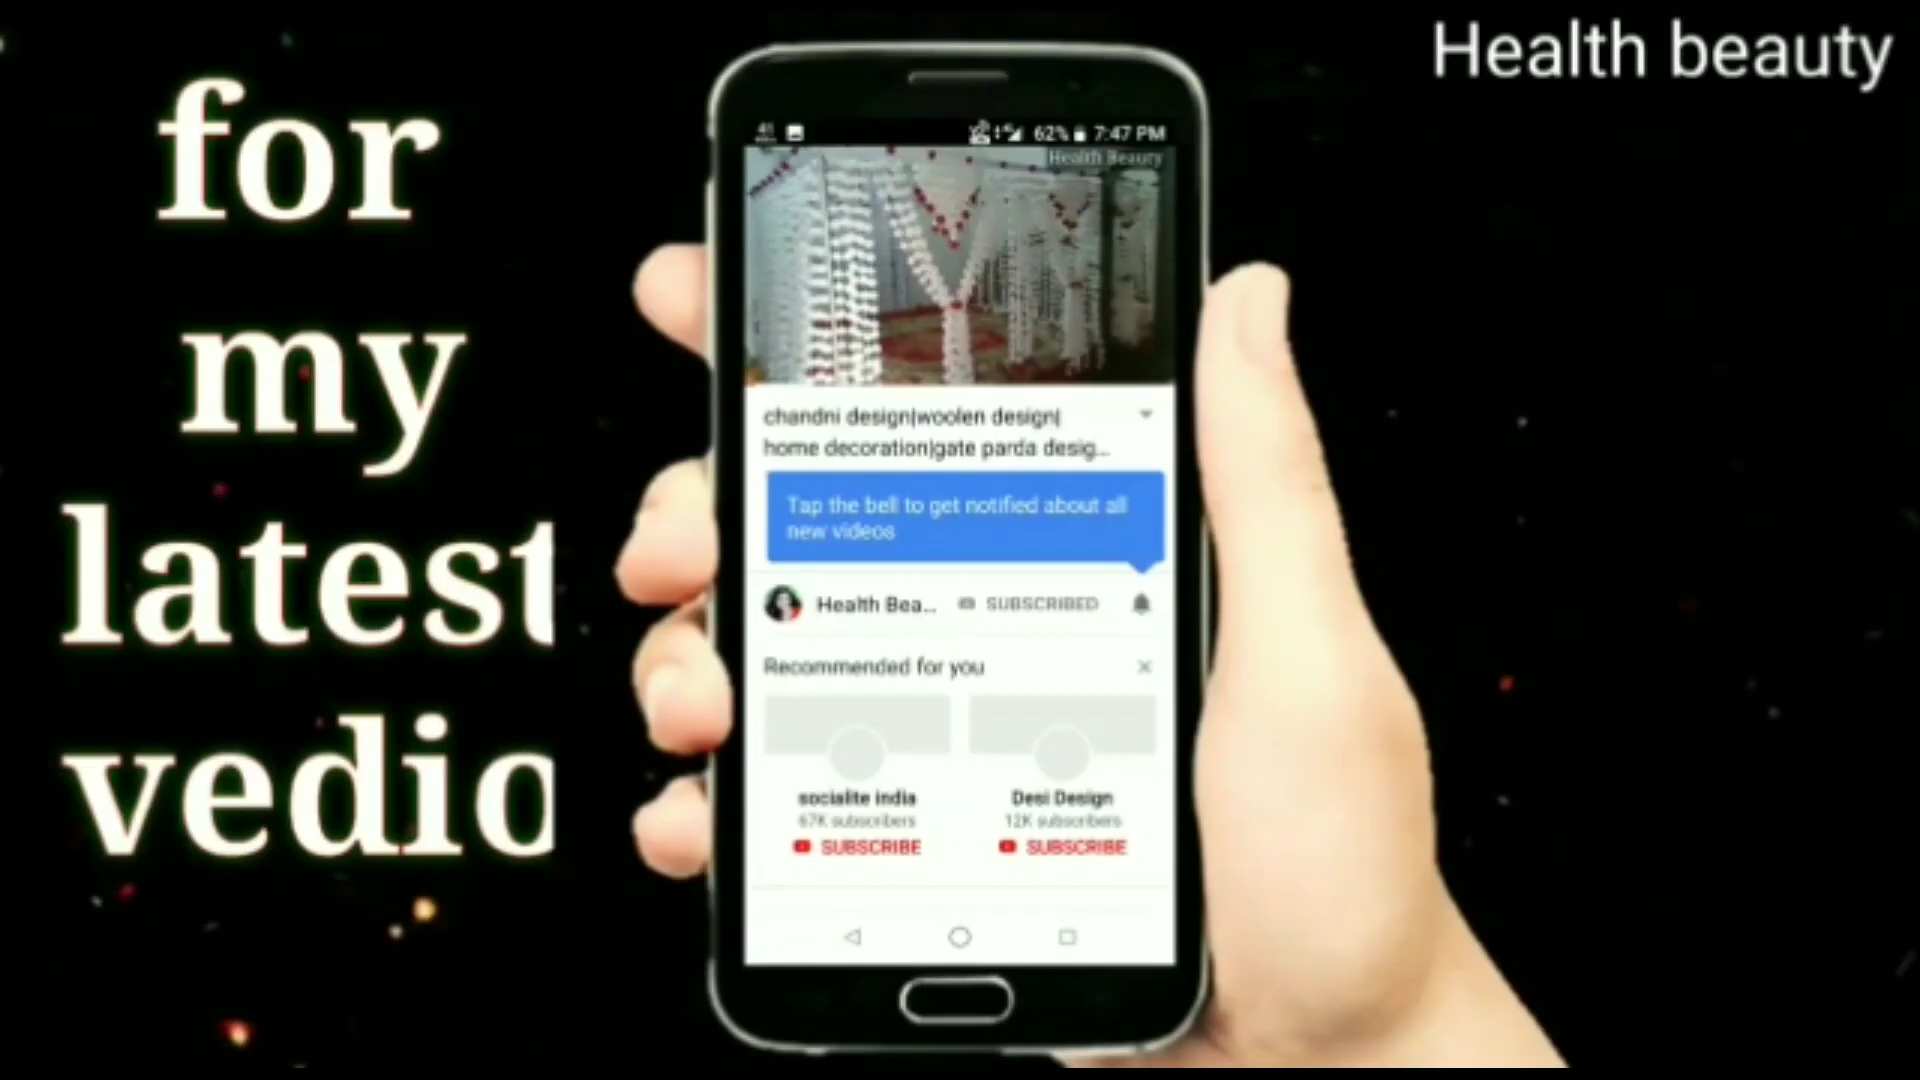 Health beauty
for
my
latest
vedio
62% 7:47 PM
Health Beauty
chandni design|woolen design|
home decoration|gate parda desig...
Tap the bell to get notified about all
new videos
Health Bea... SUBSCRIBED
Recommended for you
socialite india
67K subscribers
SUBSCRIBE
Desi Design
12K subscribers
SUBSCRIBE